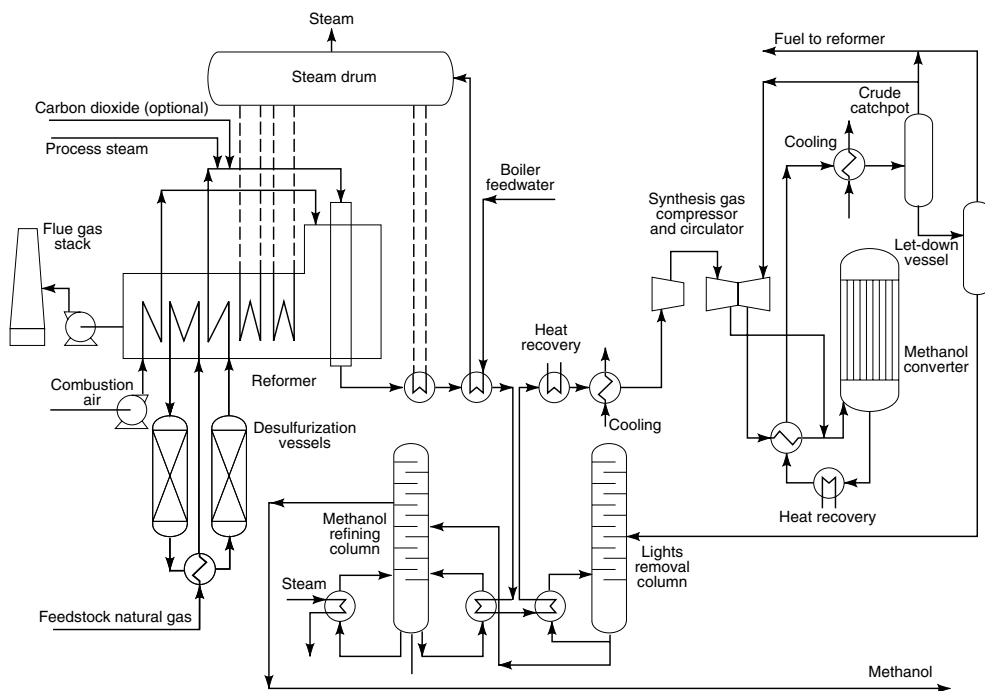 Steam
Steam drum
Fuel to reformer
Crude
catchpot
Carbon dioxide (optional)
Process steam
Cooling
Boiler
feedwater
Synthesis gas
compressor
and circulator
Flue gas
stack
Let-down
vessel
Heat
recovery
Methanol
converter
Reformer
Combustion
air
Cooling
Desulfurization
vessels
Heat recovery
Methanol
refining
column
Lights
removal
column
Steam
Feedstock natural gas
Methanol